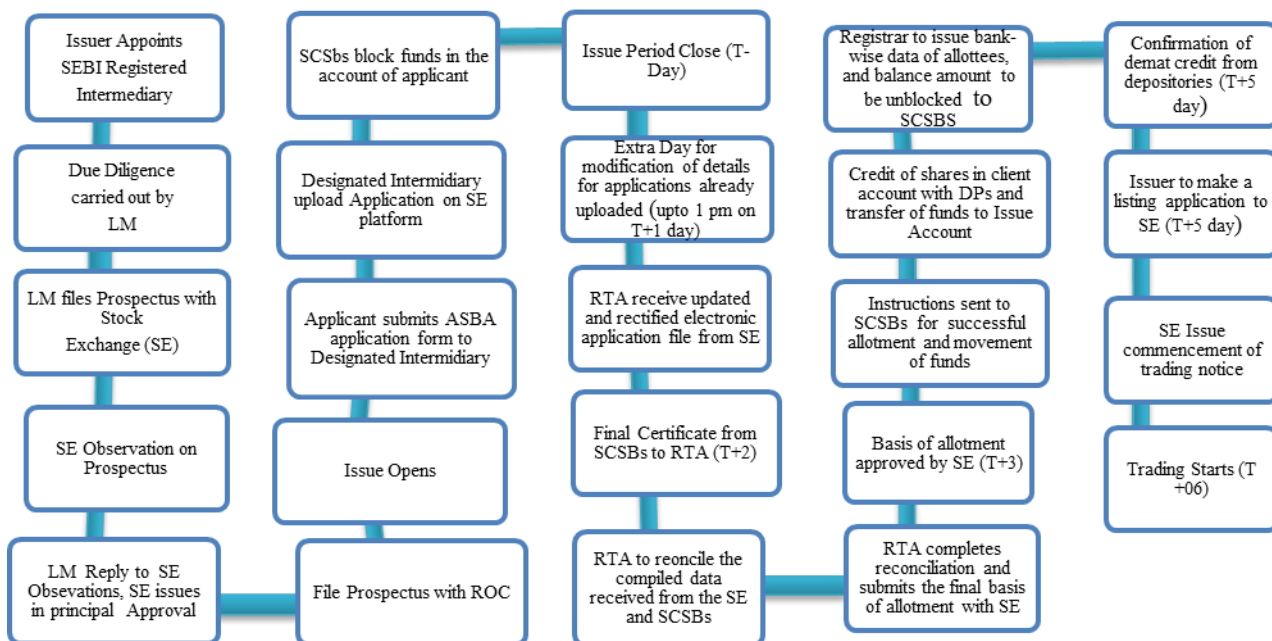 Issuer Appoints
SEBI Registered
Intermediary
Due Diligence
carried out by
LM
LM files Prospectus with
Stock
Exchange (SE)
SE Observation on
Prospectus
LM Reply to SE
Obsevations, SE issues
in principal Approval
File Prospectus with ROC
Issue Opens
Applicant submits ASBA
application form to
Designated Intermidiary
Designated Intermidiary
upload Application on SE
platform
SCSbs block funds in the
account of applicant
Issue Period Close (T-
Day)
Extra Day for
modification of details
for applications already
uploaded (upto 1 pm on
T+1 day)
RTA receive updated
and rectified electronic
application file from SE
Final Certificate from
SCSBs to RTA (T+2)
RTA to reconcile the
compiled data
received from the SE
and SCSBs
RTA completes
reconciliation and
submits the final basis
of allotment with SE
Basis of allotment
approved by SE (T+3)
Instructions sent to
SCSBs for successful
allotment and movement
of funds
Credit of shares in client
account with DPs and
transfer of funds to Issue
Account
Registrar to issue bank-
wise data of allottees,
and balance amount to
be unblocked to
SCSBS
Confirmation of
demat credit from
depositories (T+5
day)
Issuer to make a
listing application to
SE (T+5 day)
SE Issue
commencement of
trading notice
Trading Starts (T
+06)